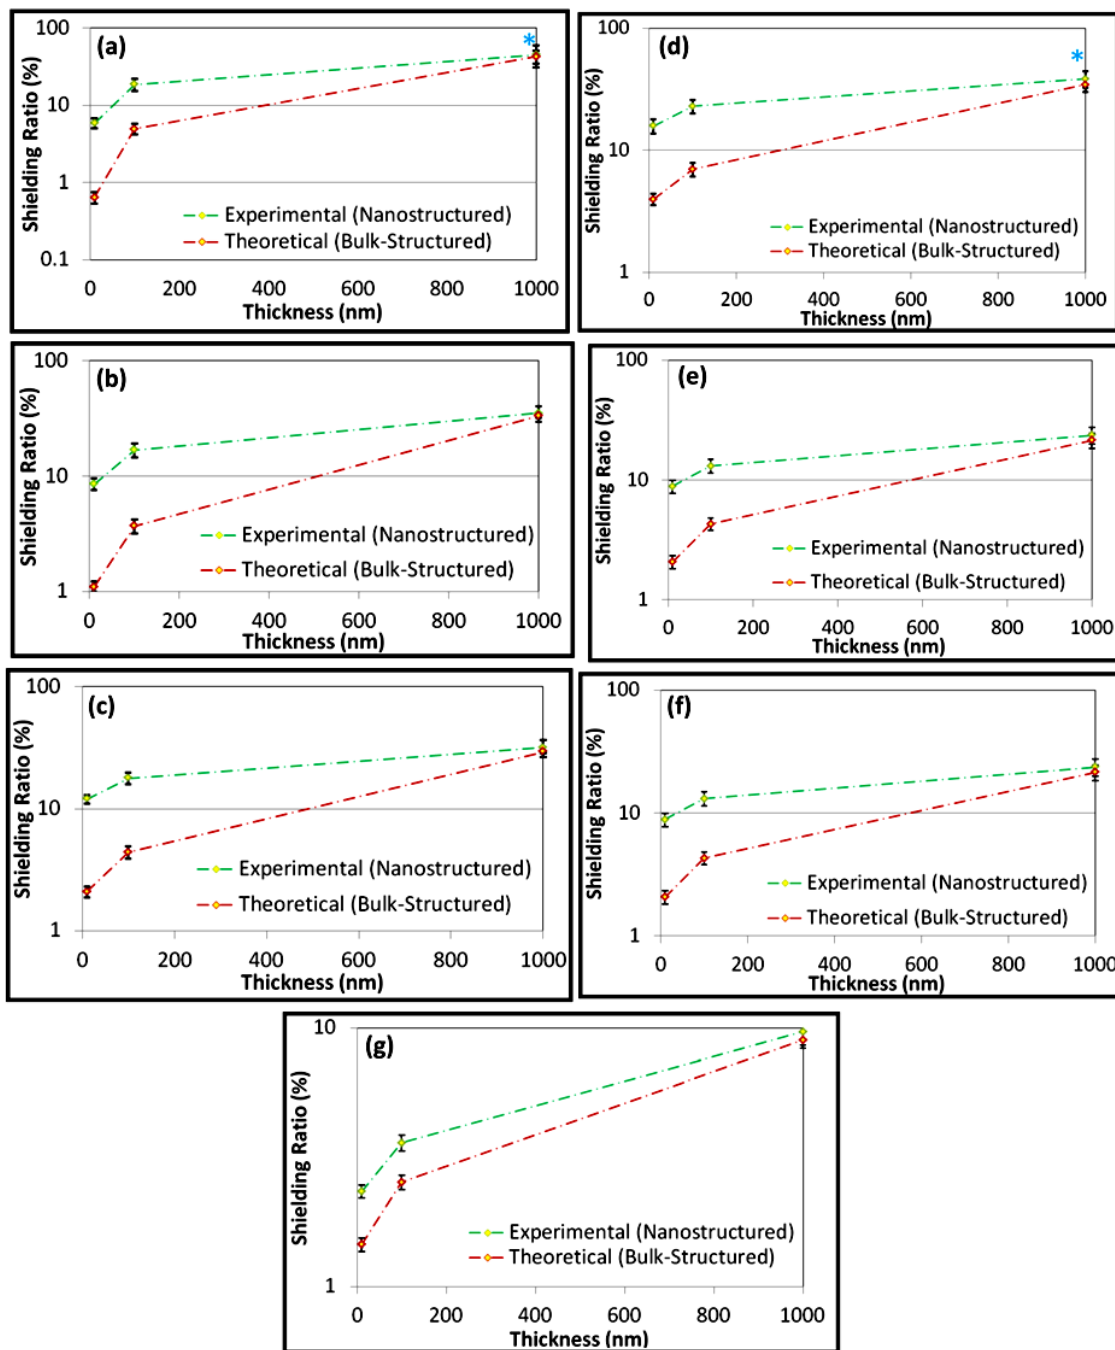 (a)
Shielding Ratio (%)
100
10
1
0.1
Experimental (Nanostructured)
Theoretical (Bulk-Structured)
0 200 400 600 800 1000
Thickness (nm)
*
(d)
Shielding Ratio (%)
100
10
1
Experimental (Nanostructured)
Theoretical (Bulk-Structured)
0 200 400 600 800 1000
Thickness (nm)
*
(b)
Shielding Ratio (%)
100
10
1
Experimental (Nanostructured)
Theoretical (Bulk-Structured)
0 200 400 600 800 1000
Thickness (nm)
(e)
Shielding Ratio (%)
100
10
1
Experimental (Nanostructured)
Theoretical (Bulk-Structured)
0 200 400 600 800 1000
Thickness (nm)
(c)
Shielding Ratio (%)
100
10
1
Experimental (Nanostructured)
Theoretical (Bulk-Structured)
0 200 400 600 800 1000
Thickness (nm)
(f)
Shielding Ratio (%)
100
10
1
Experimental (Nanostructured)
Theoretical (Bulk-Structured)
0 200 400 600 800 1000
Thickness (nm)
(g)
Shielding Ratio (%)
10
1
Experimental (Nanostructured)
Theoretical (Bulk-Structured)
0 200 400 600 800 1000
Thickness (nm)